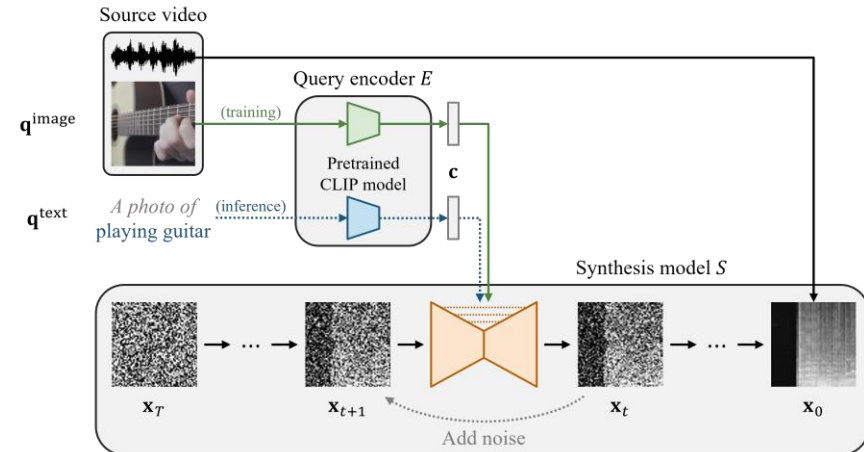 Source video
Query encoder E
q^image
(training)
Pretrained
CLIP model
c
q^text
A photo of
playing guitar
(inference)
Synthesis model S
...
...
x_T
x_{t+1}
x_t
x_0
Add noise